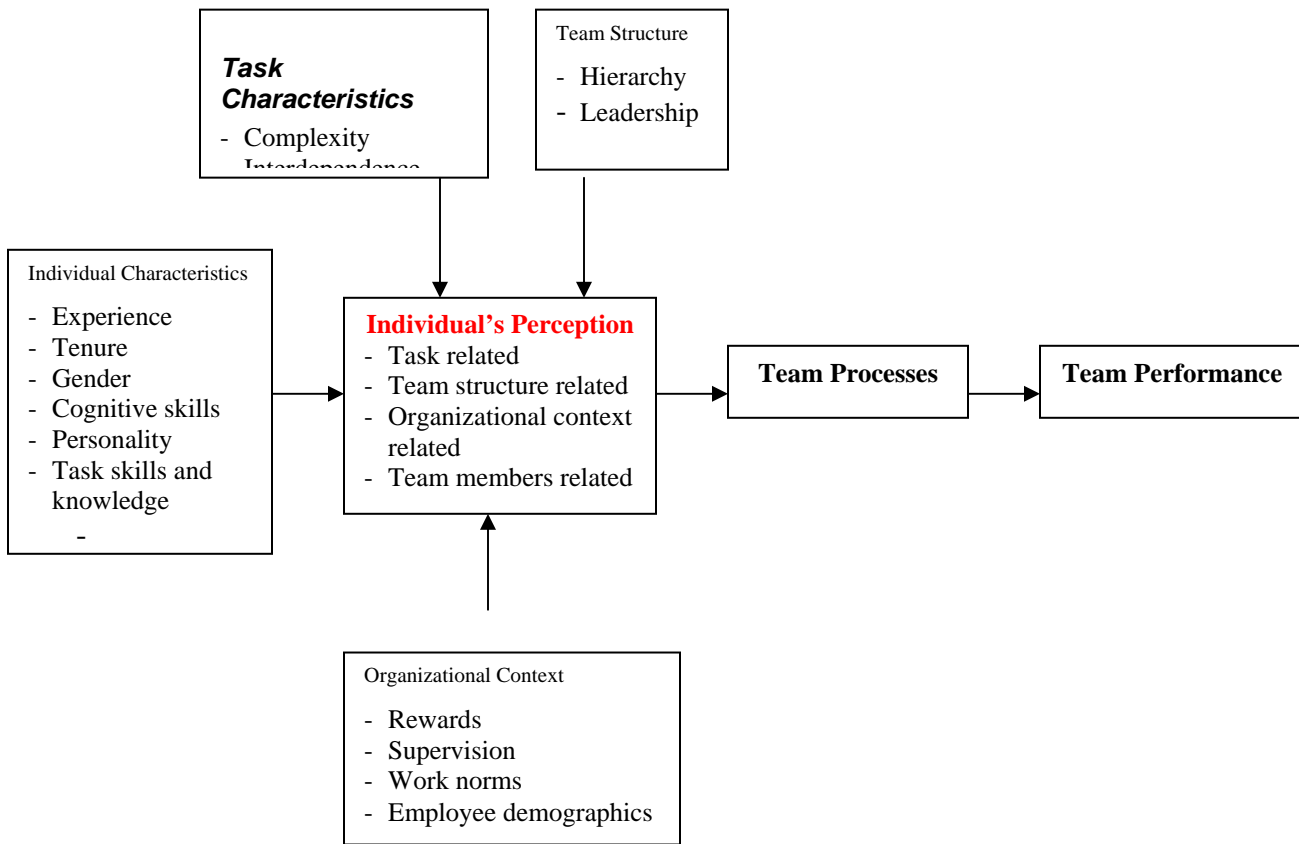 Task
Characteristics
- Complexity
- Interdependence
Team Structure
- Hierarchy
- Leadership
Individual Characteristics
- Experience
- Tenure
- Gender
- Cognitive skills
- Personality
- Task skills and
knowledge
-
Individual’s Perception
- Task related
- Team structure related
- Organizational context
related
- Team members related
Team Processes
Team Performance
Organizational Context
- Rewards
- Supervision
- Work norms
- Employee demographics